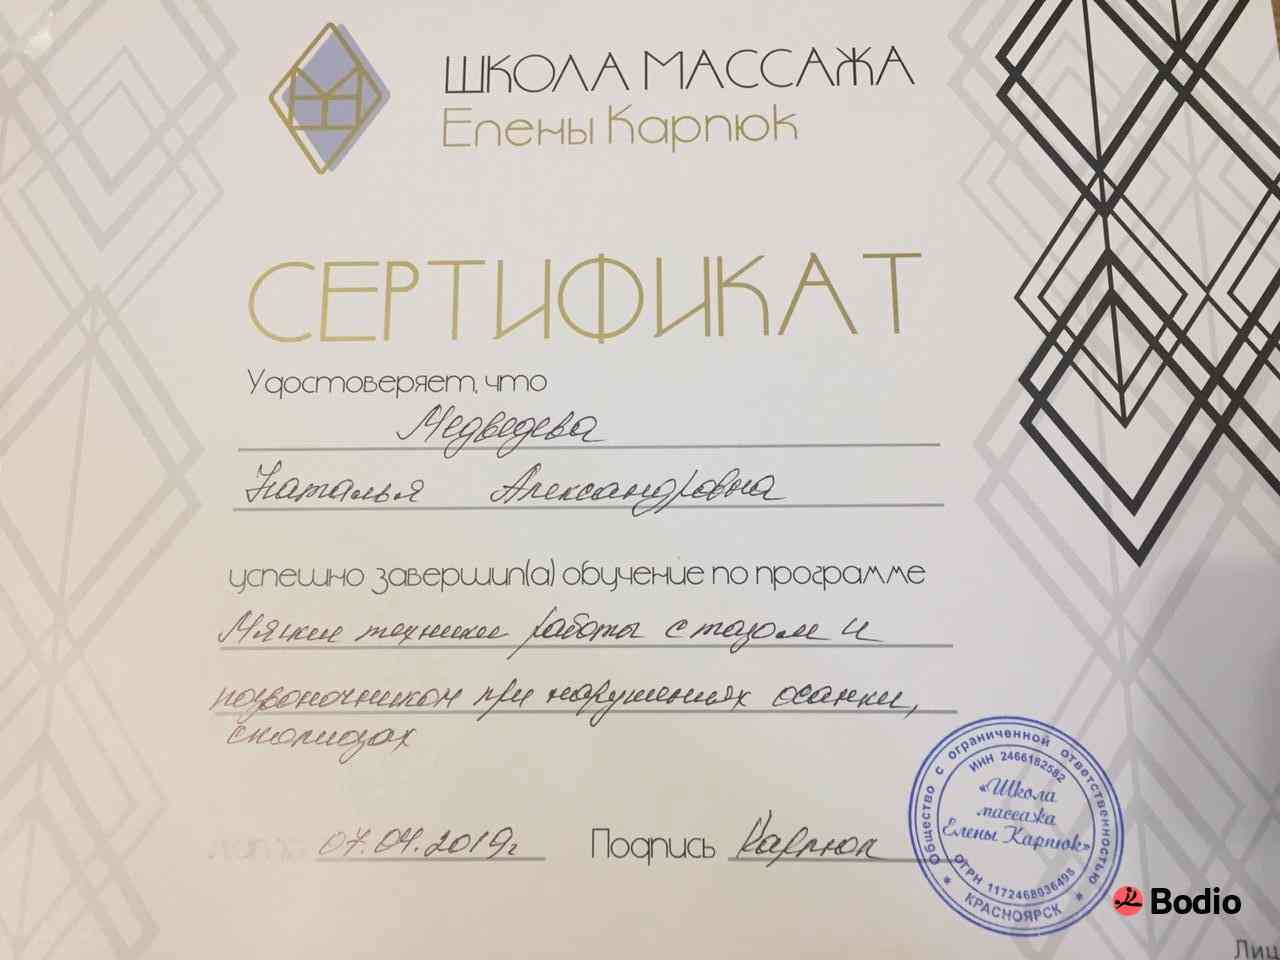 ШКОЛА МАССАЖА
Елены Карпюк
СЕРТИФИКАТ
Удостоверяет, что
Медведева
Наталья Александровна
успешно завершил(а) обучение по программе
Мягкие техники работы с тазом и
позвоночником при нарушениях осанки,
сколиозах
07.04.2019г
Подпись Карпюк
Общество с ограниченной ответственностью
ИНН 2466182582
«Школа
массажа
Елены Карпюк»
ОГРН 1172468036498
* КРАСНОЯРСК *
Bodio
Лиц